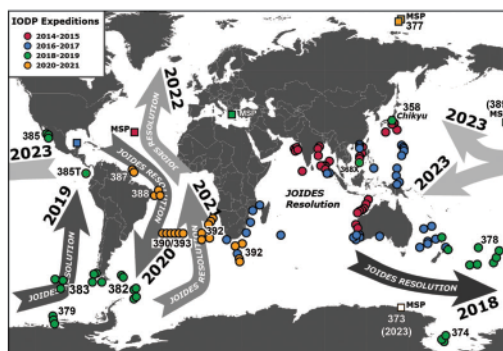 IODP Expeditions
2014-2015
2016-2017
2018-2019
2020-2021
MSP
377
2022
JOIDES RESOLUTION
358
Chikyu
385
MSP
MSP
2023
2023
385T
387
388
388X
JOIDES
Resolution
2023
2019
JOIDES RESOLUTION
2021
392
390/393
392
378
JOIDES RESOLUTION
383
382
2020
JOIDES RESOLUTION
JOIDES RESOLUTION
2018
379
MSP
373
(2023)
374